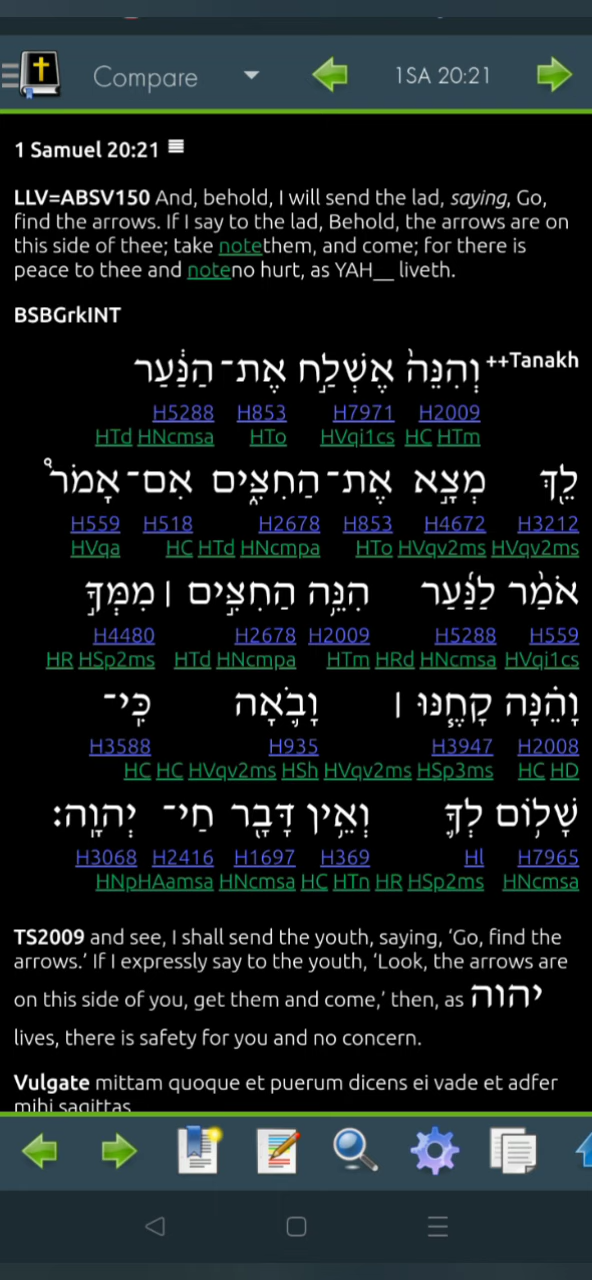 Compare
1SA 20:21
1 Samuel 20:21
LLV=ABSV150 And, behold, I will send the lad, saying, Go,
find the arrows. If I say to the lad, Behold, the arrows are on
this side of thee; take notethem, and come; for there is
peace to thee and noteno hurt, as YAH__ liveth.
BSBGrkINT
++Tanakh וְהִנֵּה֙ אֶשְׁלַ֣ח אֶת־הַנַּ֔עַר
H5288 H853 H7971 H2009
HTd HNcmsa HTo HVqi1cs HC HTm
לֵ֖ךְ מְצָ֣א אֶת־הַחִצִּ֑ים אִם־אָמֹר֩
H559 H518 H2678 H853 H4672 H3212
HVqa HC HTd HNcmpa HTo HVqv2ms HVqv2ms
אֹמַ֨ר לַנַּ֜עַר הִנֵּ֥ה הַחִצִּ֣ים ׀ מִמְּךָ֣
H4480 H2678 H2009 H5288 H559
HR HSp2ms HTd HNcmpa HTm HRd HNcmsa HVqi1cs
וָהֵ֗נָּה קָחֶ֧נּוּ ׀ וָבֹ֛אָה כִּֽי־
H3588 H935 H3947 H2008
HC HC HVqv2ms HSh HVqv2ms HSp3ms HC HD
שָׁל֥וֹם לְךָ֛ וְאֵ֥ין דָּבָ֖ר חַי־ יְהוָֽה׃
H3068 H2416 H1697 H369 Hl H7965
HNpHAamsa HNcmsa HC HTn HR HSp2ms HNcmsa
TS2009 and see, I shall send the youth, saying, ‘Go, find the
arrows.’ If I expressly say to the youth, ‘Look, the arrows are
on this side of you, get them and come,’ then, as יהוה
lives, there is safety for you and no concern.
Vulgate mittam quoque et puerum dicens ei vade et adfer
mihi sagittas